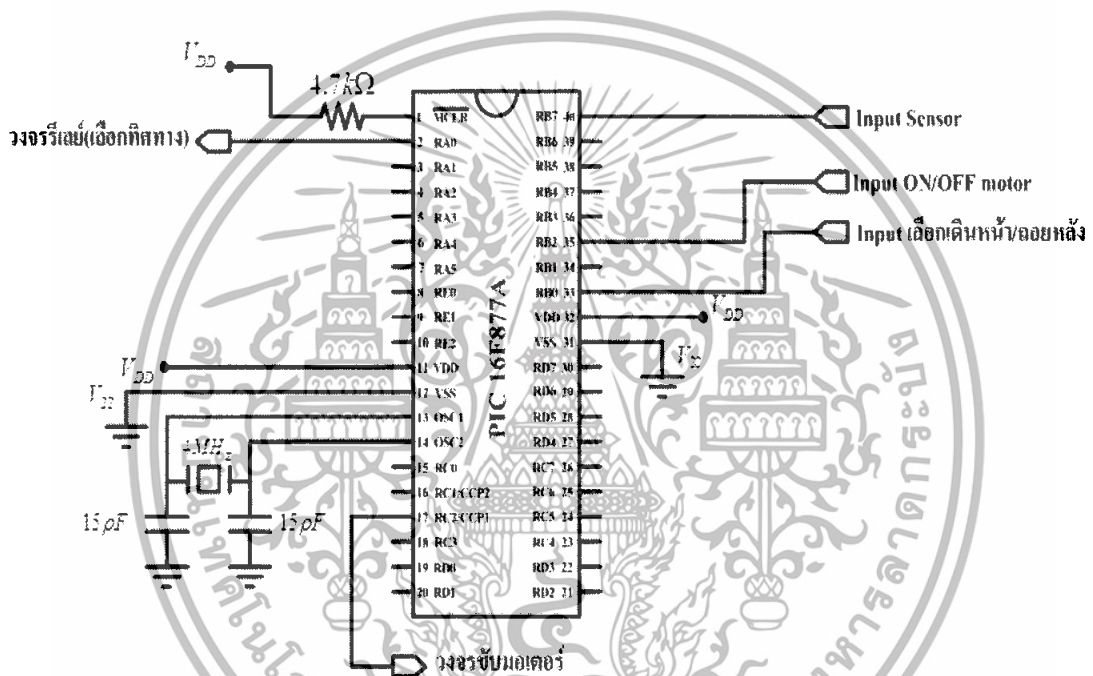 V_DD
4.7kΩ
วงจรรีเลย์(เลือกทิศทาง)
1 MCLR
2 RA0
3 RA1
4 RA2
5 RA3
6 RA4
7 RA5
8 RE0
9 RE1
10 RE2
11 VDD
12 VSS
13 OSC1
14 OSC2
15 RC0
16 RC1/CCP2
17 RC2/CCP1
18 RC3
19 RD0
20 RD1
PIC 16F877A
RB7 40
RB6 39
RB5 38
RB4 37
RB3 36
RB2 35
RB1 34
RB0 33
VDD 32
VSS 31
RD7 30
RD6 29
RD5 28
RD4 27
RC7 26
RC6 25
RC5 24
RC4 23
RD3 22
RD2 21
Input Sensor
Input ON/OFF motor
Input เลือกเดินหน้า/ถอยหลัง
V_DD
V_DD
4MHz
15pF
15pF
วงจรขับมอเตอร์